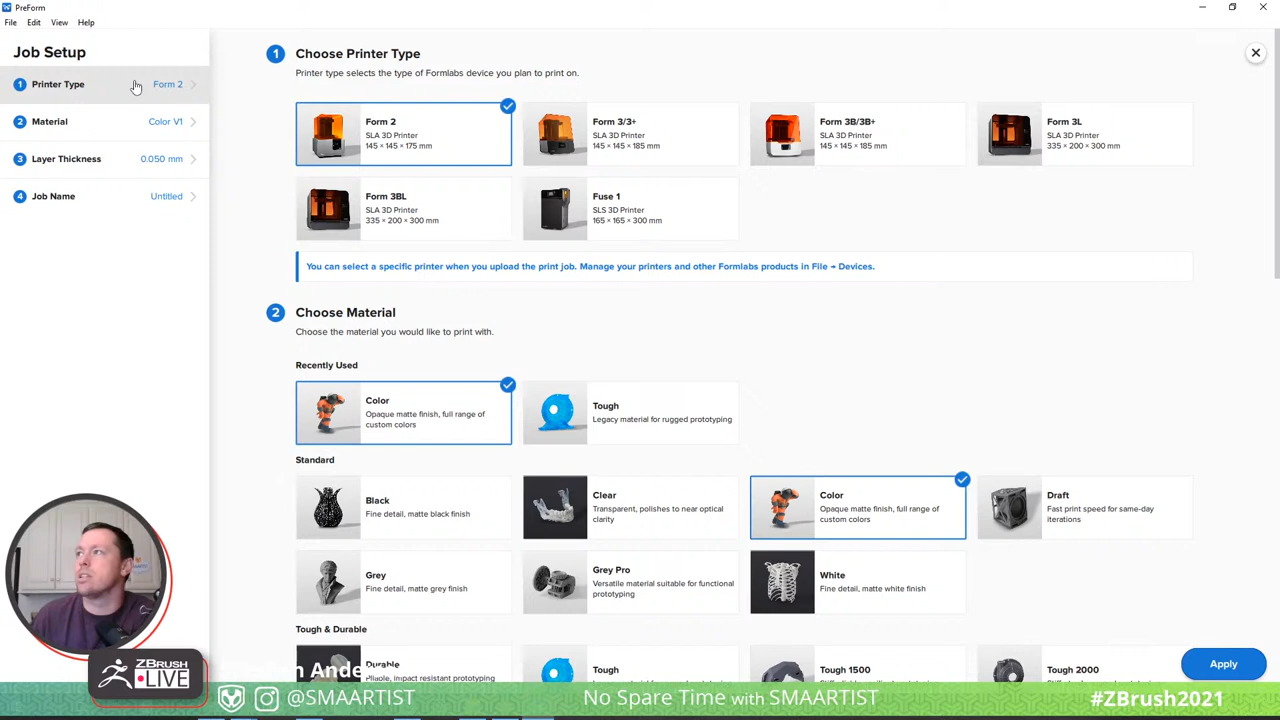 PreForm
File Edit View Help
Job Setup
1 Printer Type Form 2
2 Material Color V1
3 Layer Thickness 0.050 mm
4 Job Name Untitled
1 Choose Printer Type
Printer type selects the type of Formlabs device you plan to print on.
Form 2
SLA 3D Printer
145 × 145 × 175 mm
Form 3/3+
SLA 3D Printer
145 × 145 × 185 mm
Form 3B/3B+
SLA 3D Printer
145 × 145 × 185 mm
Form 3L
SLA 3D Printer
335 × 200 × 300 mm
Form 3BL
SLA 3D Printer
335 × 200 × 300 mm
Fuse 1
SLS 3D Printer
165 × 165 × 300 mm
You can select a specific printer when you upload the print job. Manage your printers and other Formlabs products in File → Devices.
2 Choose Material
Choose the material you would like to print with.
Recently Used
Color
Opaque matte finish, full range of
custom colors
Tough
Legacy material for rugged prototyping
Standard
Black
Fine detail, matte black finish
Clear
Transparent, polishes to near optical
clarity
Color
Opaque matte finish, full range of
custom colors
Draft
Fast print speed for same-day
iterations
Grey
Fine detail, matte grey finish
Grey Pro
Versatile material suitable for functional
prototyping
White
Fine detail, matte white finish
Tough & Durable
Durable
Pliable, impact resistant prototyping
Tough
Tough 1500
Tough 2000
Apply
ZBRUSH
LIVE
@SMAARTIST
No Spare Time with SMAARTIST
#ZBrush2021